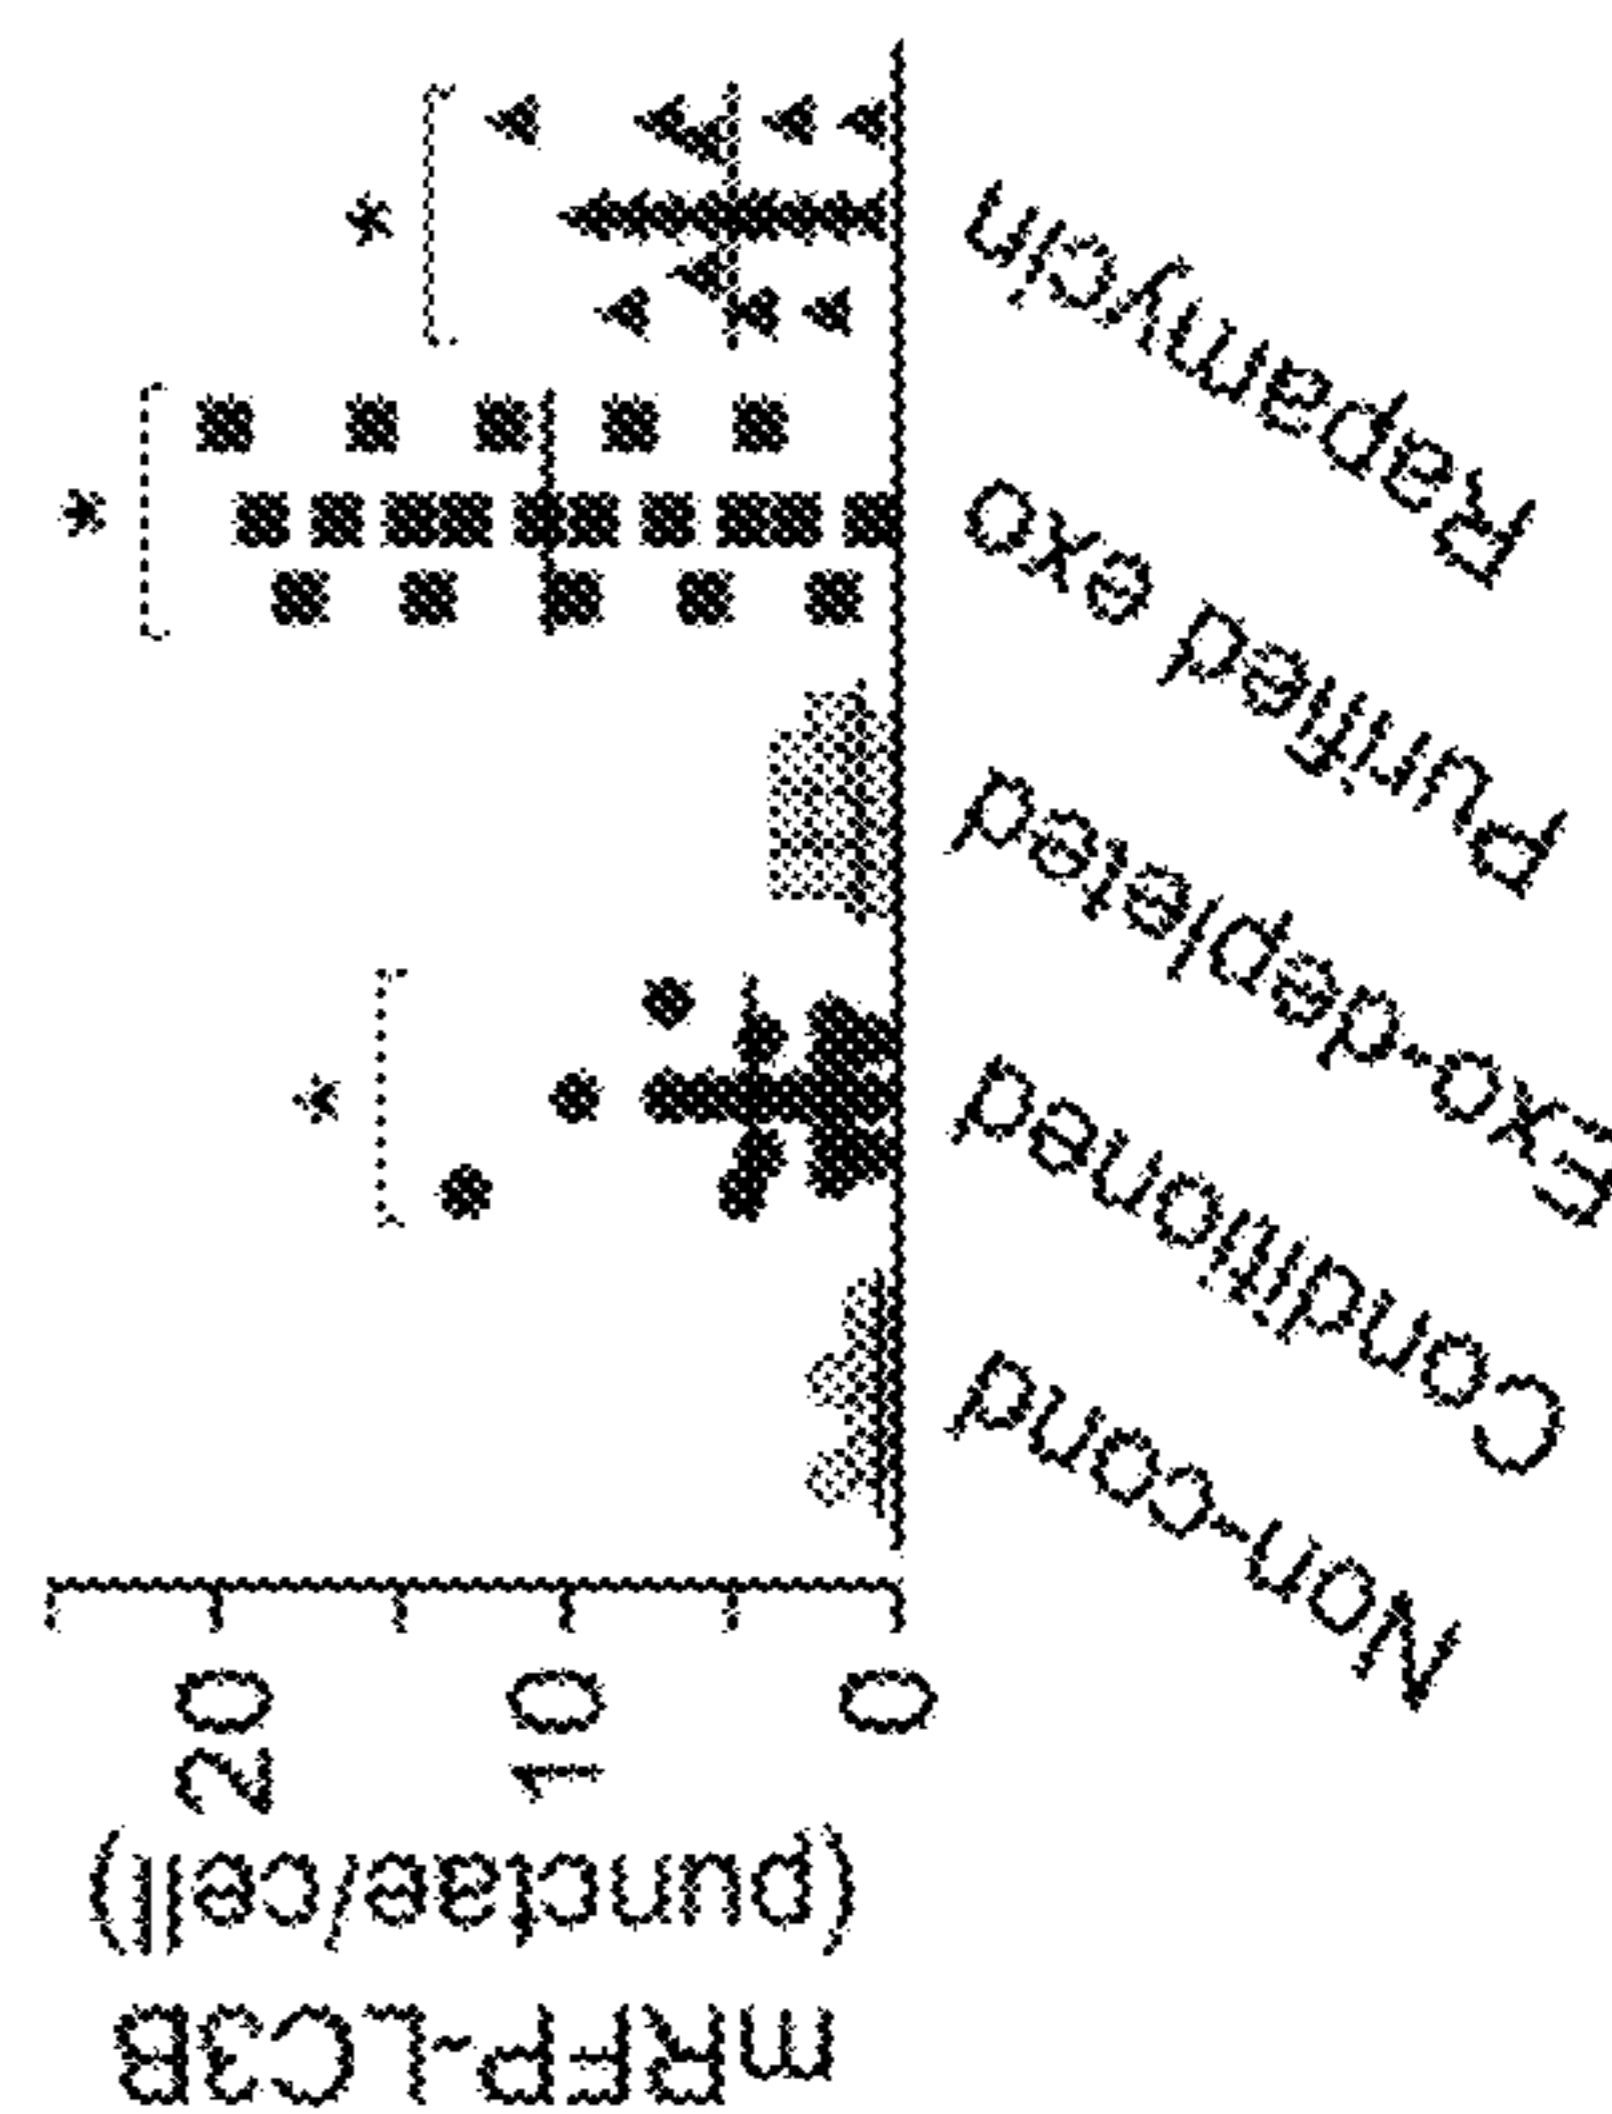 mRFP-LC3B
(punctae/cell)
20
10
0
*
*
*
Non-cond
Conditioned
Exo-depleted
Purified exo
Rapamycin